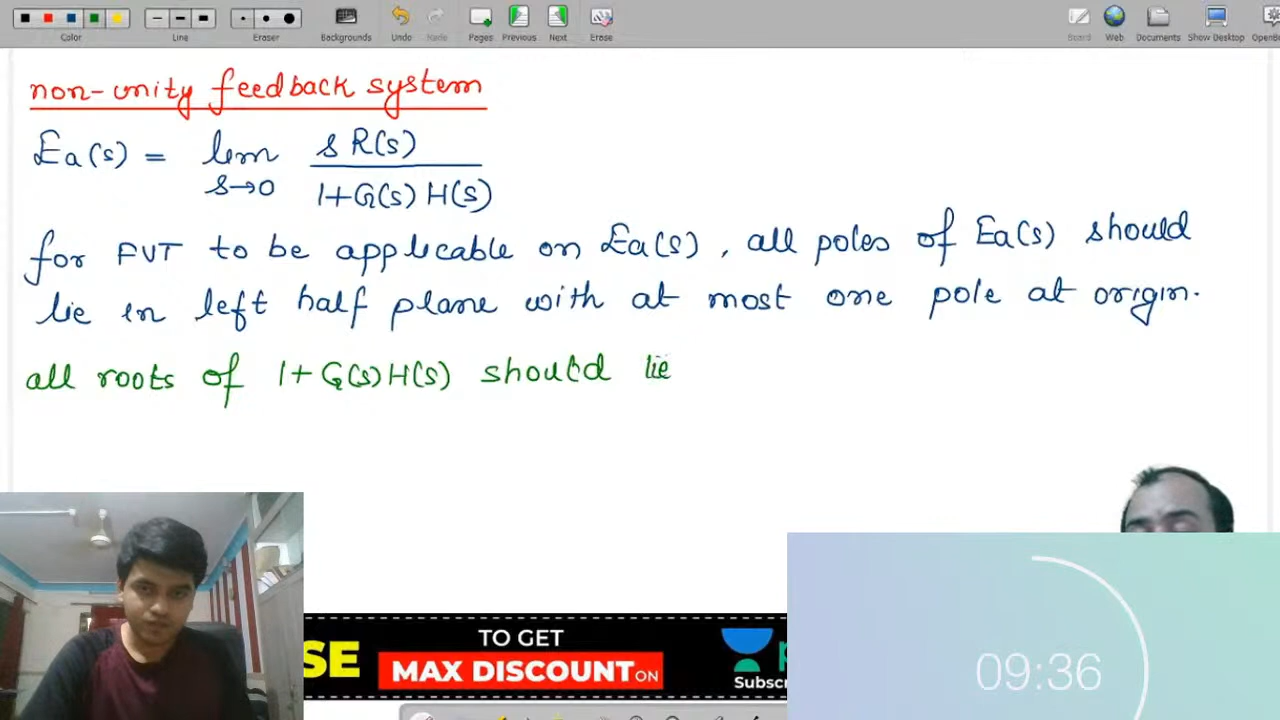 Color
Line
Eraser
Backgrounds
Undo
Redo
Pages
Previous
Next
Erase
Board
Web
Documents
Show Desktop
non-unity feedback system
Ea(s) = lim s→0 s R(s) / 1+G(s) H(s)
for FVT to be applicable on Ea(s), all poles of Ea(s) should
lie in left half plane with at most one pole at origin.
all roots of 1+G(s)H(s) should lie
TO GET
MAX DISCOUNT ON
09:36